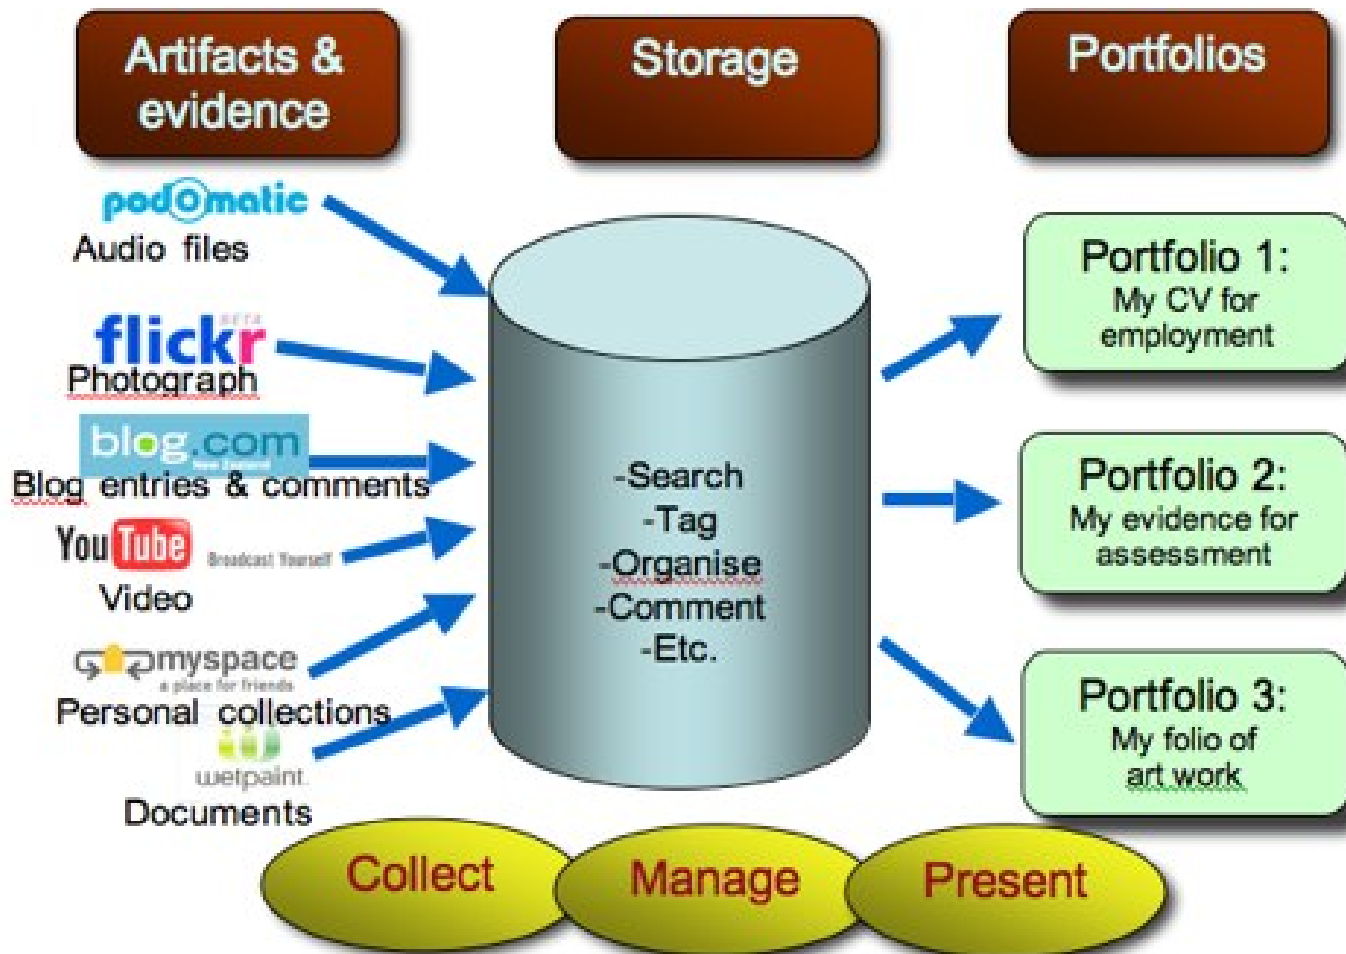 Artifacts &
evidence
Storage
Portfolios
podomatic
Audio files
flickr
BETA
Photograph
blog.com
New Zealand
Blog entries & comments
YouTube
Broadcast Yourself
Video
myspace
a place for friends
Personal collections
wetpaint
Documents
-Search
-Tag
-Organise
-Comment
-Etc.
Portfolio 1:
My CV for
employment
Portfolio 2:
My evidence for
assessment
Portfolio 3:
My folio of
art work
Collect
Manage
Present